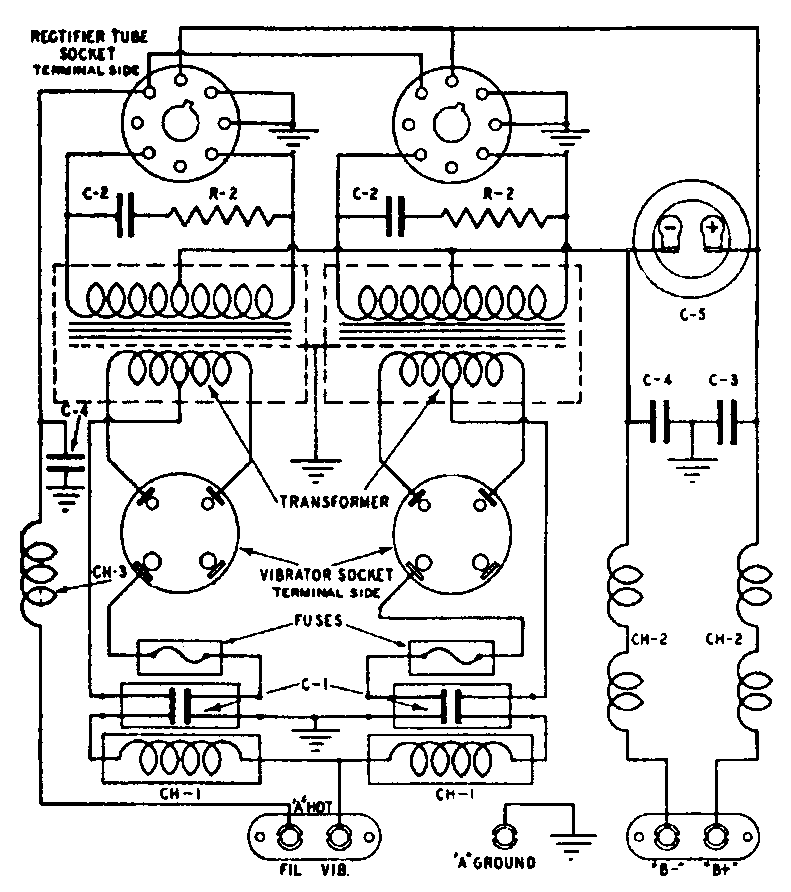 RECTIFIER TUBE
SOCKET
TERMINAL SIDE
C-2
R-2
C-2
R-2
- +
C-5
C-4
C-3
C-4
TRANSFORMER
CH-3
VIBRATOR SOCKET
TERMINAL SIDE
FUSES
CH-2
CH-2
C-1
CH-1
CH-1
"A" HOT
FIL VIB.
"A" GROUND
"B-" "B+"